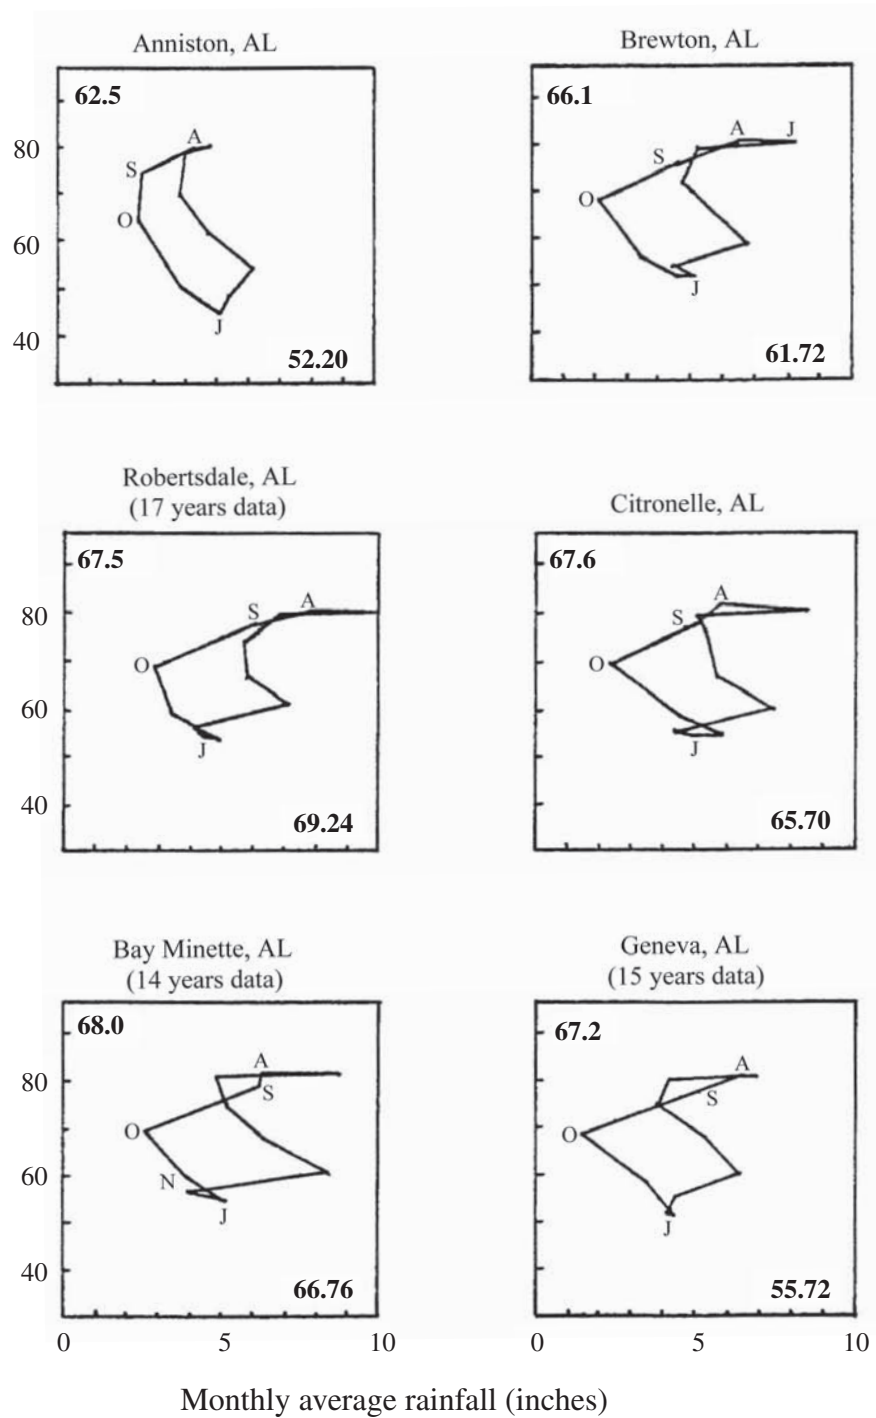 Anniston, AL
Brewton, AL
62.5
66.1
80
60
40
A
S
O
J
52.20
J
A
S
O
J
61.72
Robertsdale, AL
(17 years data)
Citronelle, AL
67.5
67.6
80
60
40
A
S
O
J
69.24
A
S
O
J
65.70
Bay Minette, AL
(14 years data)
Geneva, AL
(15 years data)
68.0
67.2
80
60
40
A
S
O
N
J
66.76
A
S
O
J
55.72
0 5 10
0 5 10
Monthly average rainfall (inches)